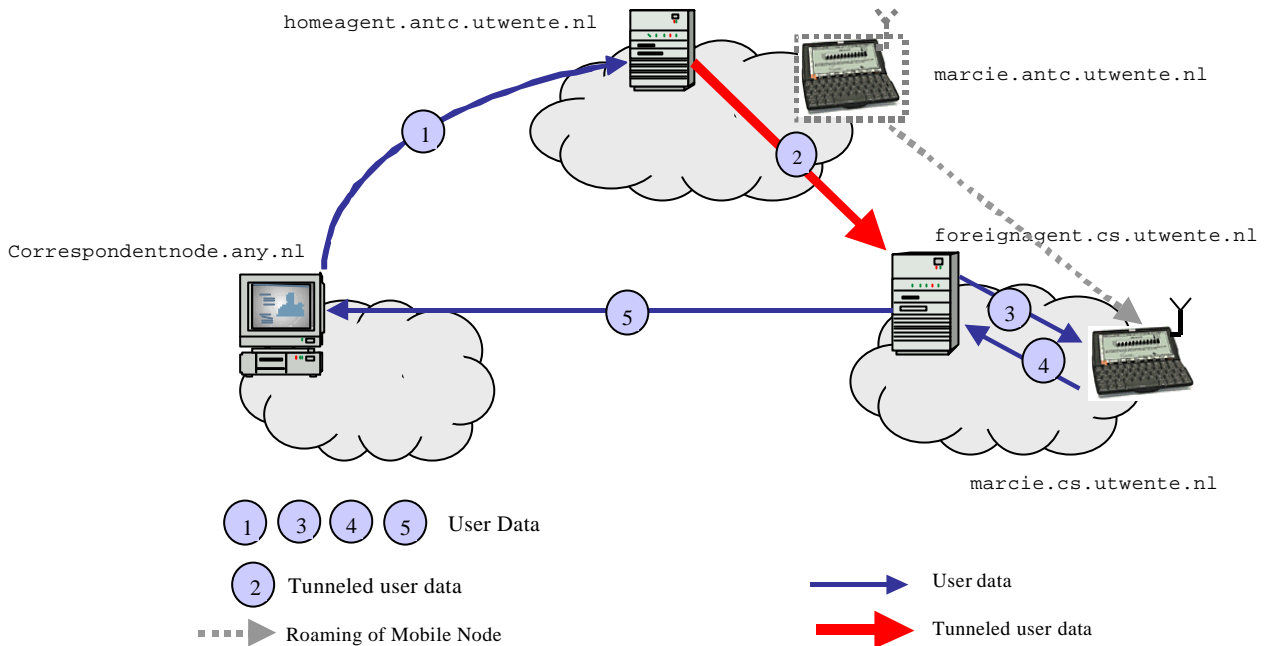 homeagent.antc.utwente.nl
marcie.antc.utwente.nl
1
2
Correspondentnode.any.nl
foreignagent.cs.utwente.nl
5
3
4
marcie.cs.utwente.nl
1 3 4 5 User Data
2 Tunneled user data
User data
Roaming of Mobile Node
Tunneled user data